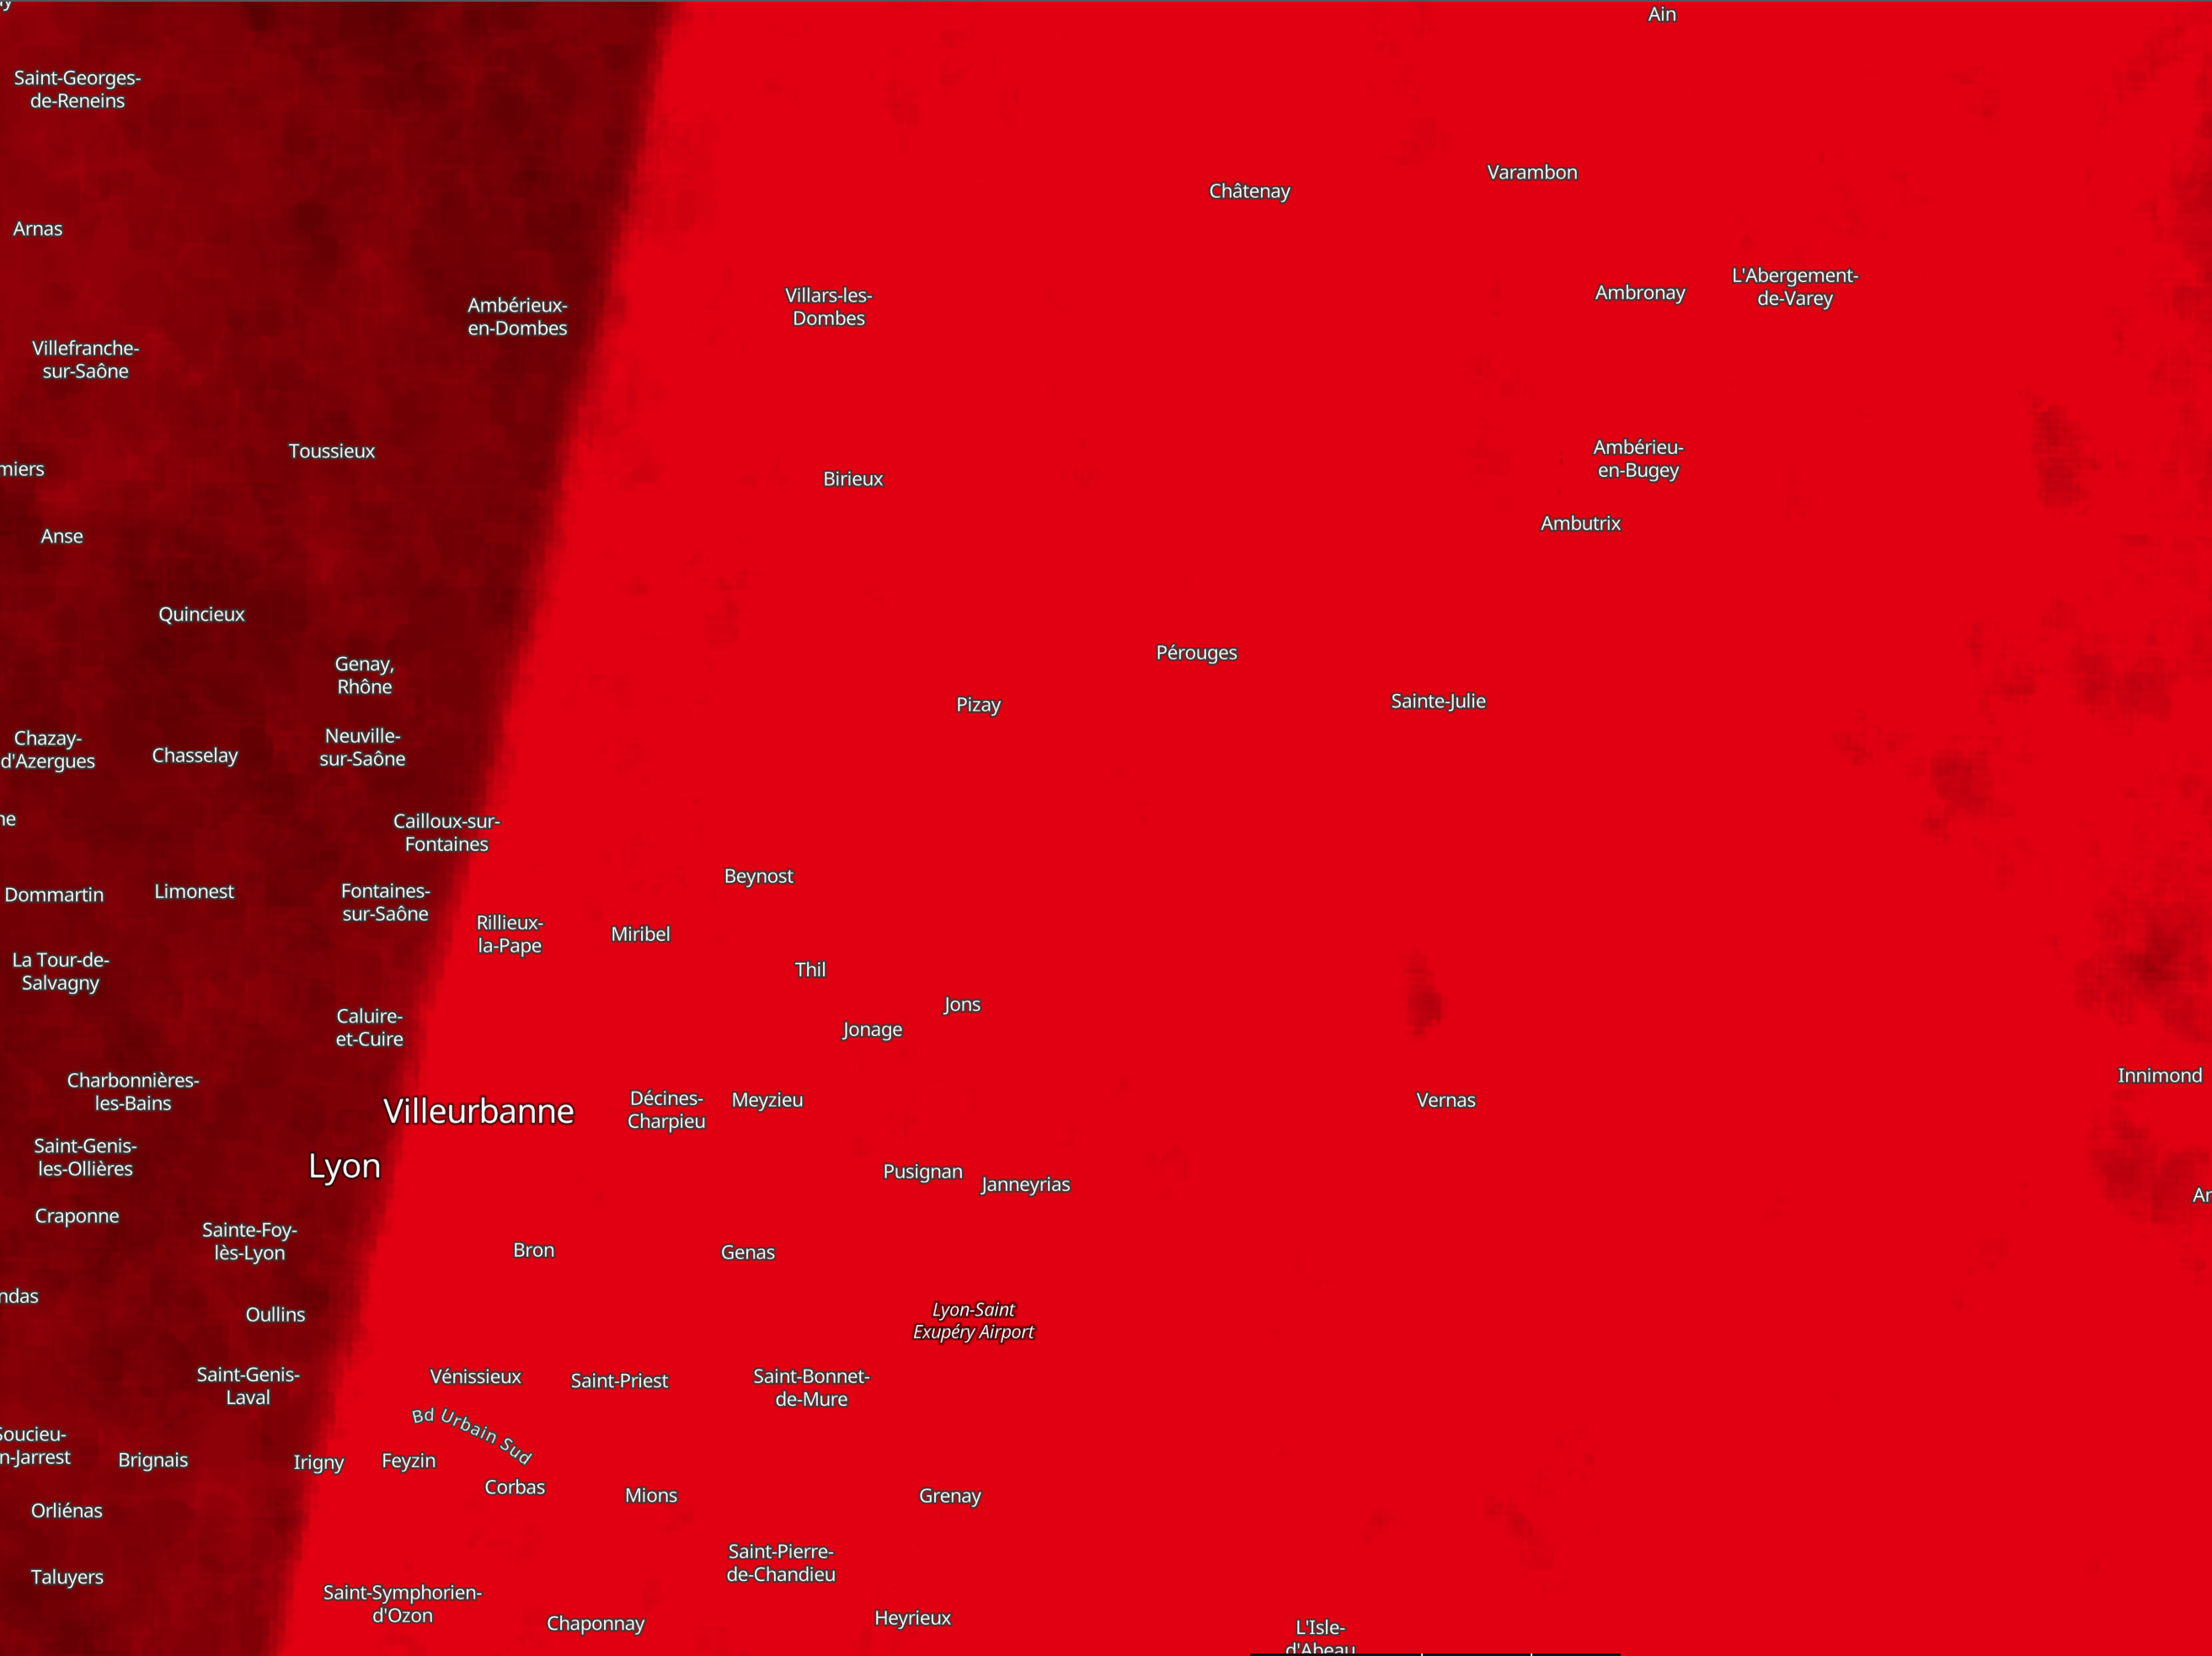 Ain
Saint-Georges-
de-Reneins
Varambon
Châtenay
Arnas
L'Abergement-
de-Varey
Ambronay
Villars-les-
Dombes
Ambérieux-
en-Dombes
Villefranche-
sur-Saône
Toussieux
Ambérieu-
en-Bugey
miers
Birieux
Ambutrix
Anse
Quincieux
Pérouges
Genay,
Rhône
Sainte-Julie
Pizay
Neuville-
sur-Saône
Chazay-
d'Azergues
Chasselay
Cailloux-sur-
Fontaines
ne
Beynost
Limonest
Dommartin
Fontaines-
sur-Saône
Rillieux-
la-Pape
Miribel
La Tour-de-
Salvagny
Thil
Jons
Caluire-
et-Cuire
Jonage
Innimond
Charbonnières-
les-Bains
Villeurbanne
Décines-
Charpieu
Meyzieu
Vernas
Saint-Genis-
les-Ollières
Lyon
Pusignan
Janneyrias
Ar
Craponne
Sainte-Foy-
lès-Lyon
Bron
Genas
ndas
Oullins
Lyon-Saint
Exupéry Airport
Saint-Genis-
Laval
Vénissieux
Saint-Priest
Saint-Bonnet-
de-Mure
Bd Urbain Sud
Soucieu-
n-Jarrest
Brignais
Irigny
Feyzin
Corbas
Mions
Grenay
Orliénas
Saint-Pierre-
de-Chandieu
Taluyers
Saint-Symphorien-
d'Ozon
Chaponnay
Heyrieux
L'Isle-
d'Abeau